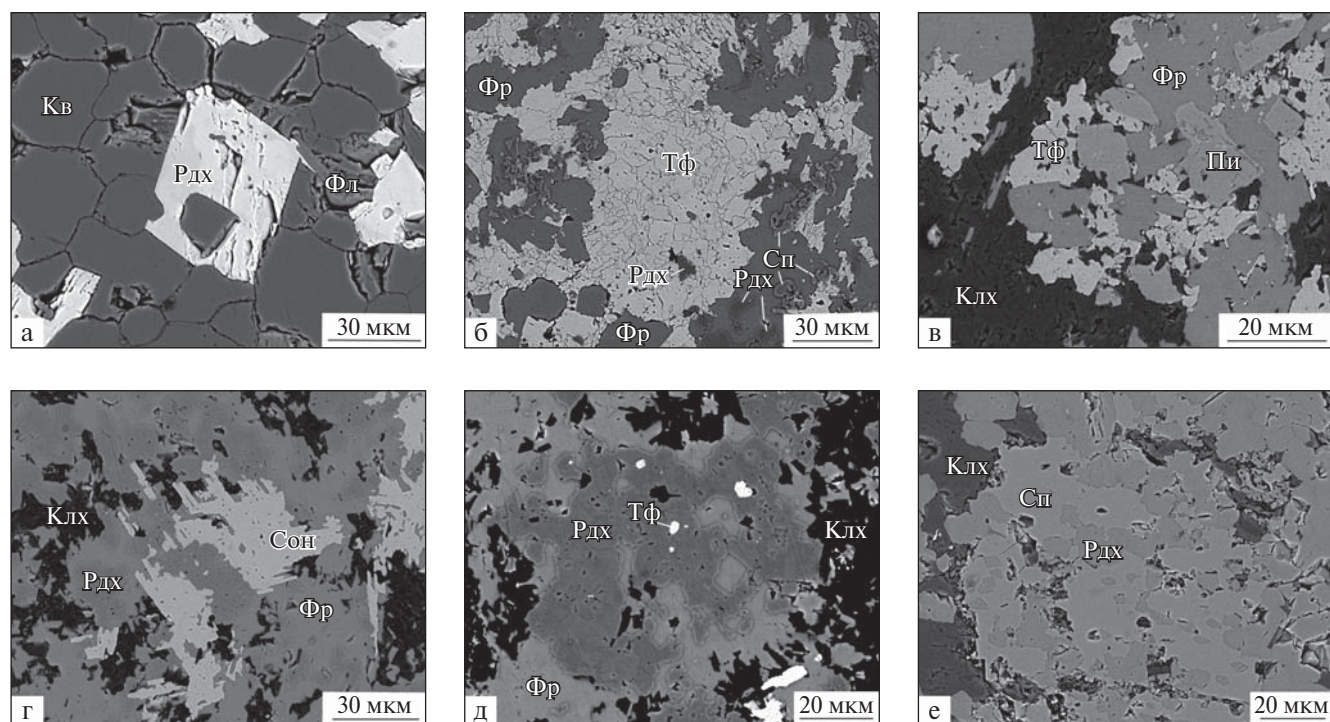 Кв
Рдх
Фл
а
30 мкм
Фр
Тф
Рдх
Сп
Рдх
Фр
б
30 мкм
Фр
Тф
Пи
Клх
в
20 мкм
Клх
Сон
Рдх
Фр
г
30 мкм
Тф
Рдх
Клх
Фр
д
20 мкм
Клх
Сп
Рдх
е
20 мкм